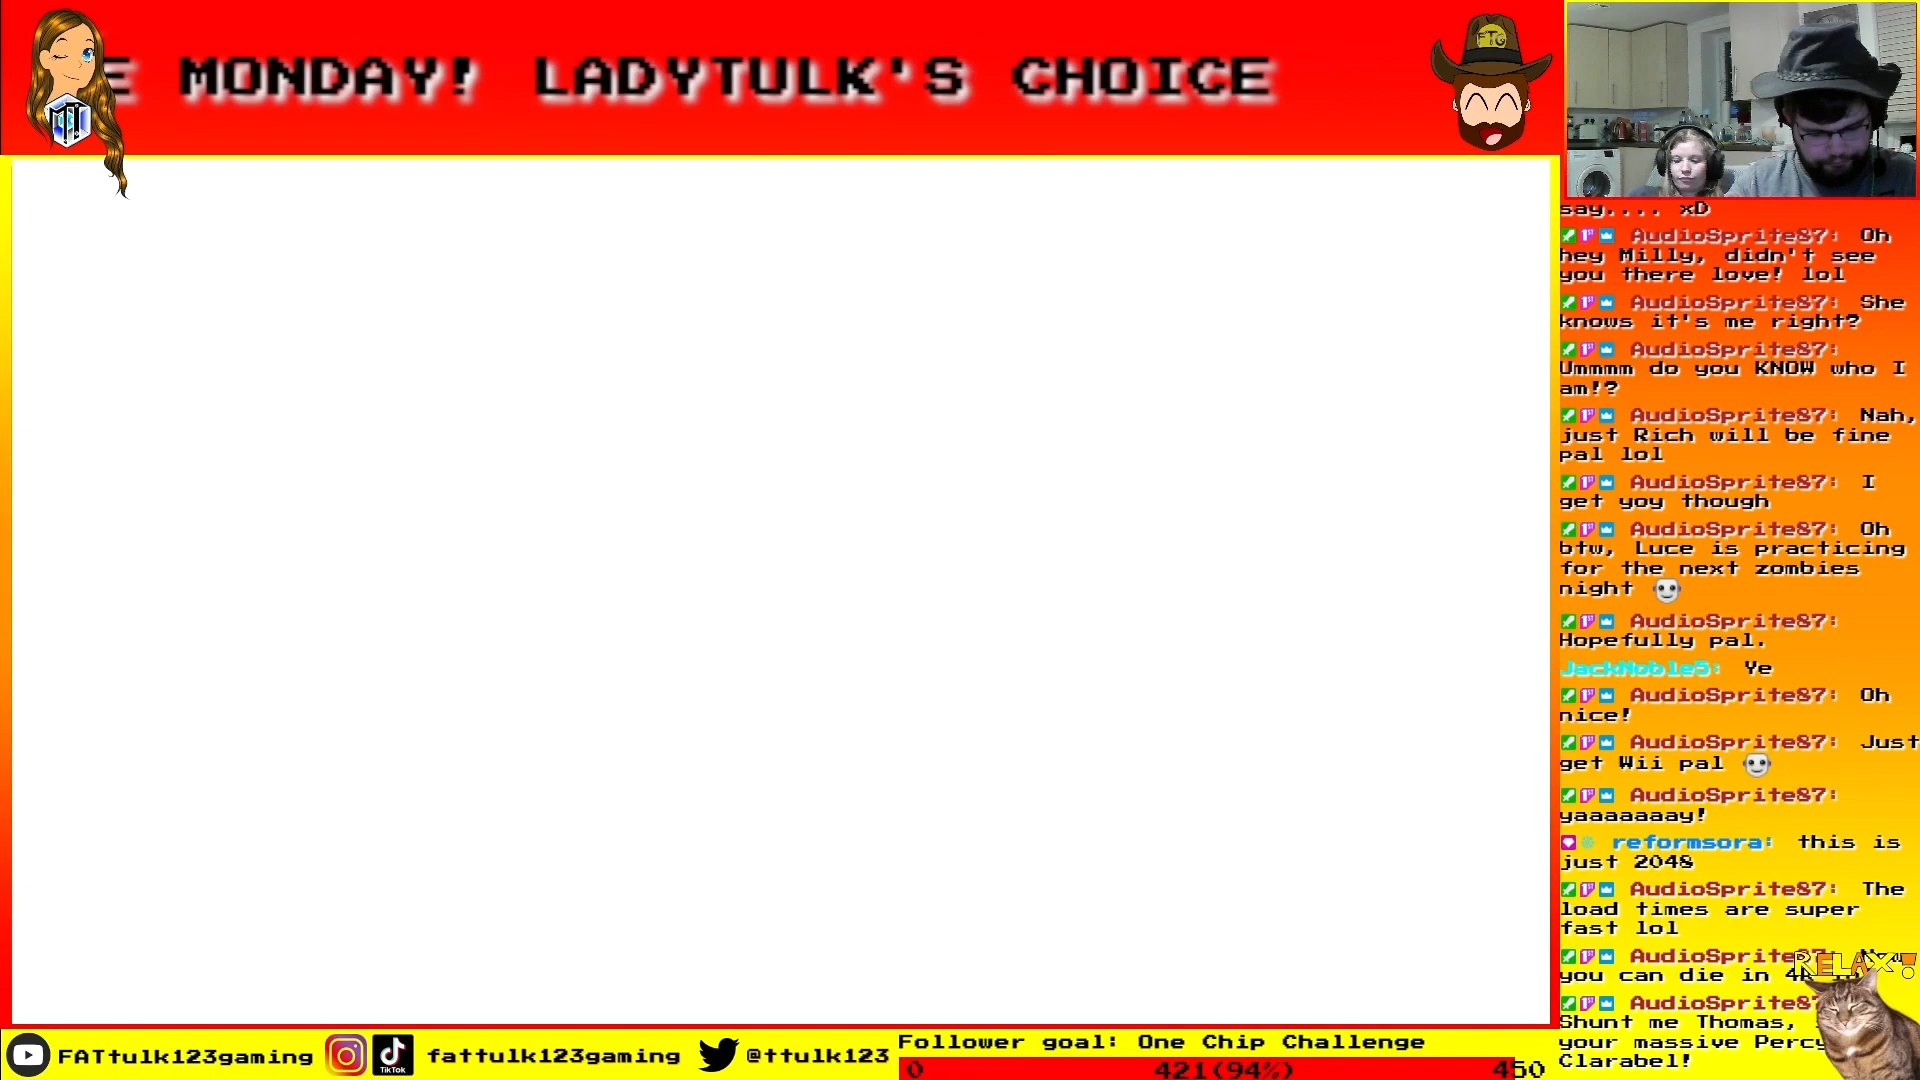 E MONDAY! LADYTULK'S CHOICE
FTG
say.... xD
AudioSprite87: Oh
hey Milly, didn't see
you there love! lol
AudioSprite87: She
knows it's me right?
AudioSprite87:
Ummmm do you KNOW who I
am!?
AudioSprite87: Nah,
just Rich will be fine
pal lol
AudioSprite87: I
get yoy though
AudioSprite87: Oh
btw, Luce is practicing
for the next zombies
night
AudioSprite87:
Hopefully pal.
JackNoble5: Ye
AudioSprite87: Oh
nice!
AudioSprite87: Just
get Wii pal
AudioSprite87:
yaaaaaaay!
reformsora: this is
just 2048
AudioSprite87: The
load times are super
fast lol
AudioSprite87:
you can die in
RELAX!
AudioSprite87
Shunt me Thomas,
your massive Percy
Clarabel!
FATtulk123gaming
TikTok
fattulk123gaming
@ttulk123
Follower goal: One Chip Challenge
0 421(94%) 450